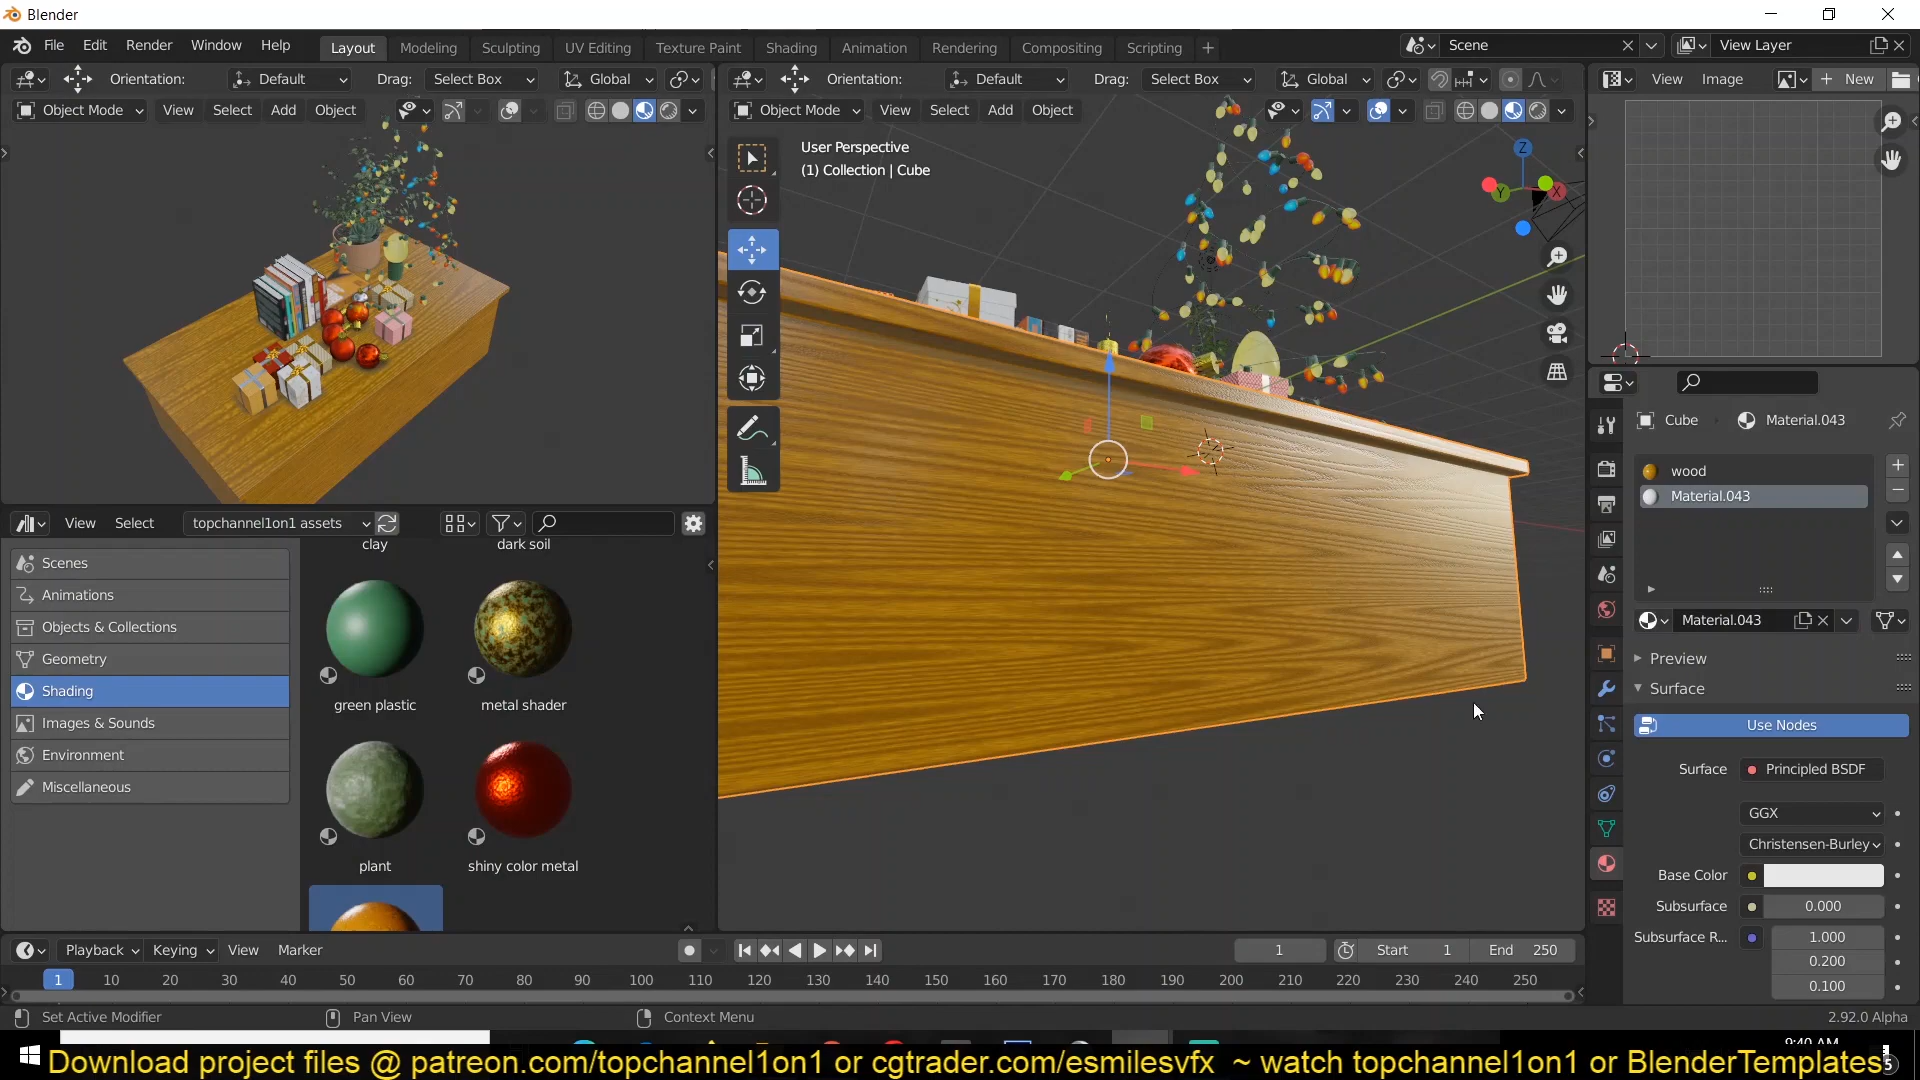 Blender
File Edit Render Window Help Layout Modeling Sculpting UV Editing Texture Paint Shading Animation Rendering Compositing Scripting + Scene View Layer
Orientation: Default Drag: Select Box Global Orientation: Default Drag: Select Box Global View Image + New
Object Mode View Select Add Object Object Mode View Select Add Object
User Perspective
(1) Collection | Cube
Z
Y X
Cube Material.043
wood
Material.043
View Select topchannel1on1 assets
clay dark soil
Scenes
Animations
Objects & Collections
Geometry
Shading
Images & Sounds
Environment
Miscellaneous
green plastic metal shader
plant shiny color metal
Material.043
Preview
Surface
Use Nodes
Surface Principled BSDF
GGX
Christensen-Burley
Base Color
Subsurface 0.000
Subsurface R... 1.000
0.200
0.100
Playback Keying View Marker 1 Start 1 End 250
1 10 20 30 40 50 60 70 80 90 100 110 120 130 140 150 160 170 180 190 200 210 220 230 240 250
Set Active Modifier Pan View Context Menu 2.92.0 Alpha
9:40 AM
Download project files @ patreon.com/topchannel1on1 or cgtrader.com/esmilesvfx ~ watch topchannel1on1 or BlenderTemplates